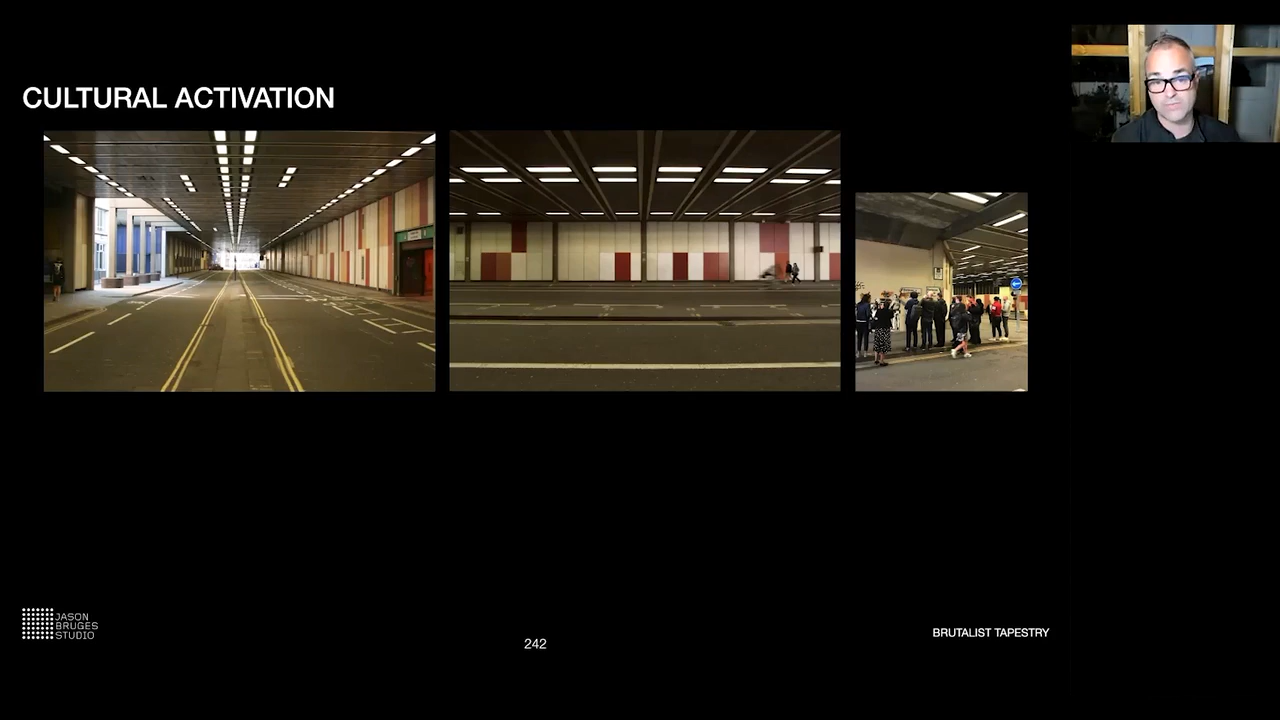 CULTURAL ACTIVATION
JASON
BRUGES
STUDIO
242
BRUTALIST TAPESTRY